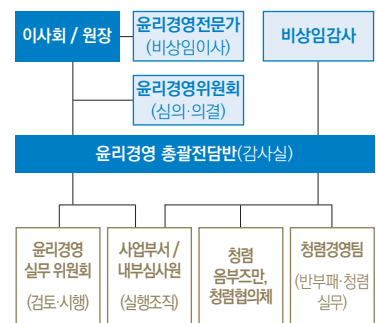 이사회 / 원장
윤리경영전문가
(비상임이사)
비상임감사
윤리경영위원회
(심의·의결)
윤리경영 총괄전담반(감사실)
윤리경영
실무 위원회
(검토·시행)
사업부서 /
내부심사원
(실행조직)
청렴
옴부즈만,
청렴협의체
청렴경영팀
(반부패·청렴
실무)